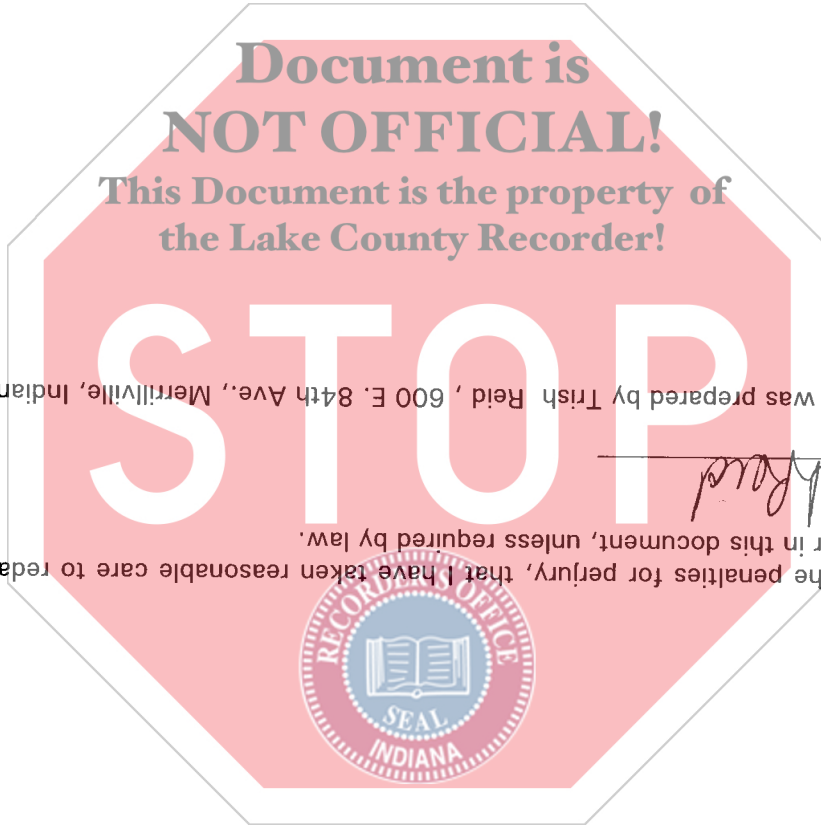 Document is
NOT OFFICIAL!
This Document is the property of
the Lake County Recorder!
STOP
he penalties for perjury, that I have taken reasonable care to reda
r in this document, unless required by law.
Reid
was prepared by Trish Reid , 600 E. 84th Ave., Merrillville, Indian
RECORDER'S OFFICE
SEAL
INDIANA